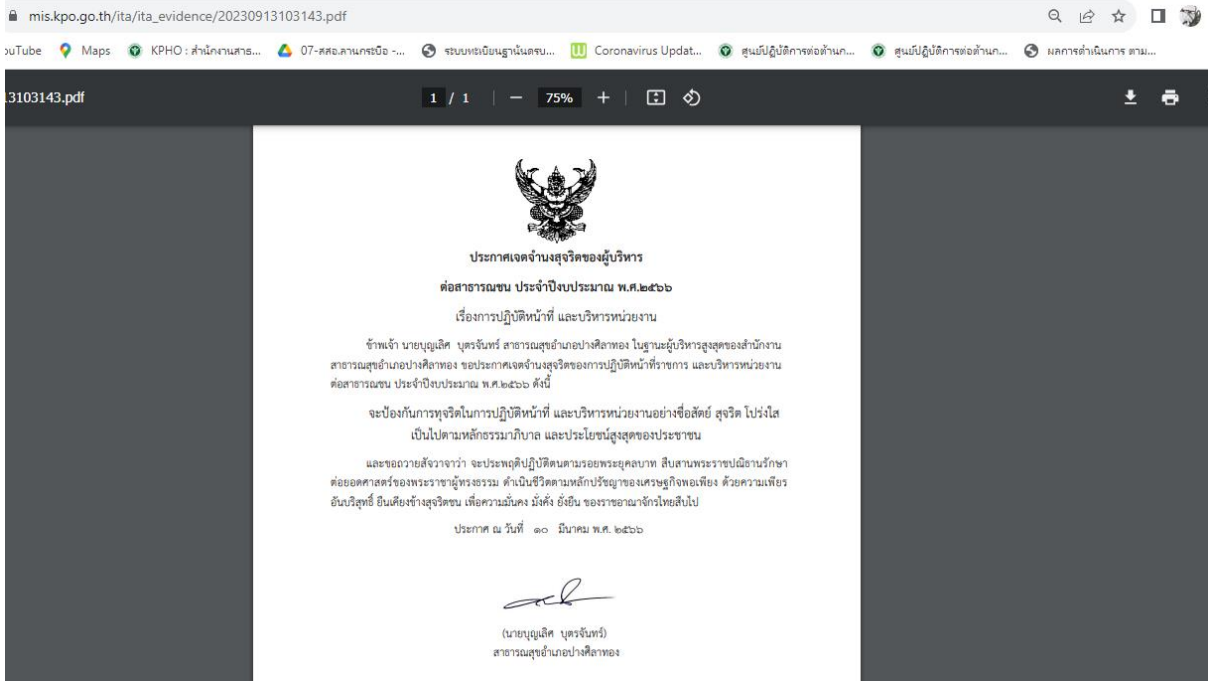 mis.kpo.go.th/ita/ita_evidence/20230913103143.pdf
ouTube Maps KPHO : สำนักงานสาธ... 07-สสอ.ลานกระบือ -... ระบบทะเบียนฐานันดรบ... Coronavirus Updat... ศูนย์ปฏิบัติการต่อต้านก... ศูนย์ปฏิบัติการต่อต้านก... ผลการดำเนินการ ตาม...
13103143.pdf 1 / 1 | − 75% + |
ประกาศเจตจำนงสุจริตของผู้บริหาร
ต่อสาธารณชน ประจำปีงบประมาณ พ.ศ.๒๕๖๖
เรื่องการปฏิบัติหน้าที่ และบริหารหน่วยงาน
ข้าพเจ้า นายบุญเลิศ บุตรจันทร์ สาธารณสุขอำเภอปางศิลาทอง ในฐานะผู้บริหารสูงสุดของสำนักงาน
สาธารณสุขอำเภอปางศิลาทอง ขอประกาศเจตจำนงสุจริตของการปฏิบัติหน้าที่ราชการ และบริหารหน่วยงาน
ต่อสาธารณชน ประจำปีงบประมาณ พ.ศ.๒๕๖๖ ดังนี้
จะป้องกันการทุจริตในการปฏิบัติหน้าที่ และบริหารหน่วยงานอย่างซื่อสัตย์ สุจริต โปร่งใส
เป็นไปตามหลักธรรมาภิบาล และประโยชน์สูงสุดของประชาชน
และขอถวายสัจวาจาว่า จะประพฤติปฏิบัติตนตามรอยพระยุคลบาท สืบสานพระราชปณิธานรักษา
ต่อยอดศาสตร์ของพระราชาผู้ทรงธรรม ดำเนินชีวิตตามหลักปรัชญาของเศรษฐกิจพอเพียง ด้วยความเพียร
อันบริสุทธิ์ ยืนเคียงข้างสุจริตชน เพื่อความมั่นคง มั่งคั่ง ยั่งยืน ของราชอาณาจักรไทยสืบไป
ประกาศ ณ วันที่ ๑๐ มีนาคม พ.ศ. ๒๕๖๖
(นายบุญเลิศ บุตรจันทร์)
สาธารณสุขอำเภอปางศิลาทอง